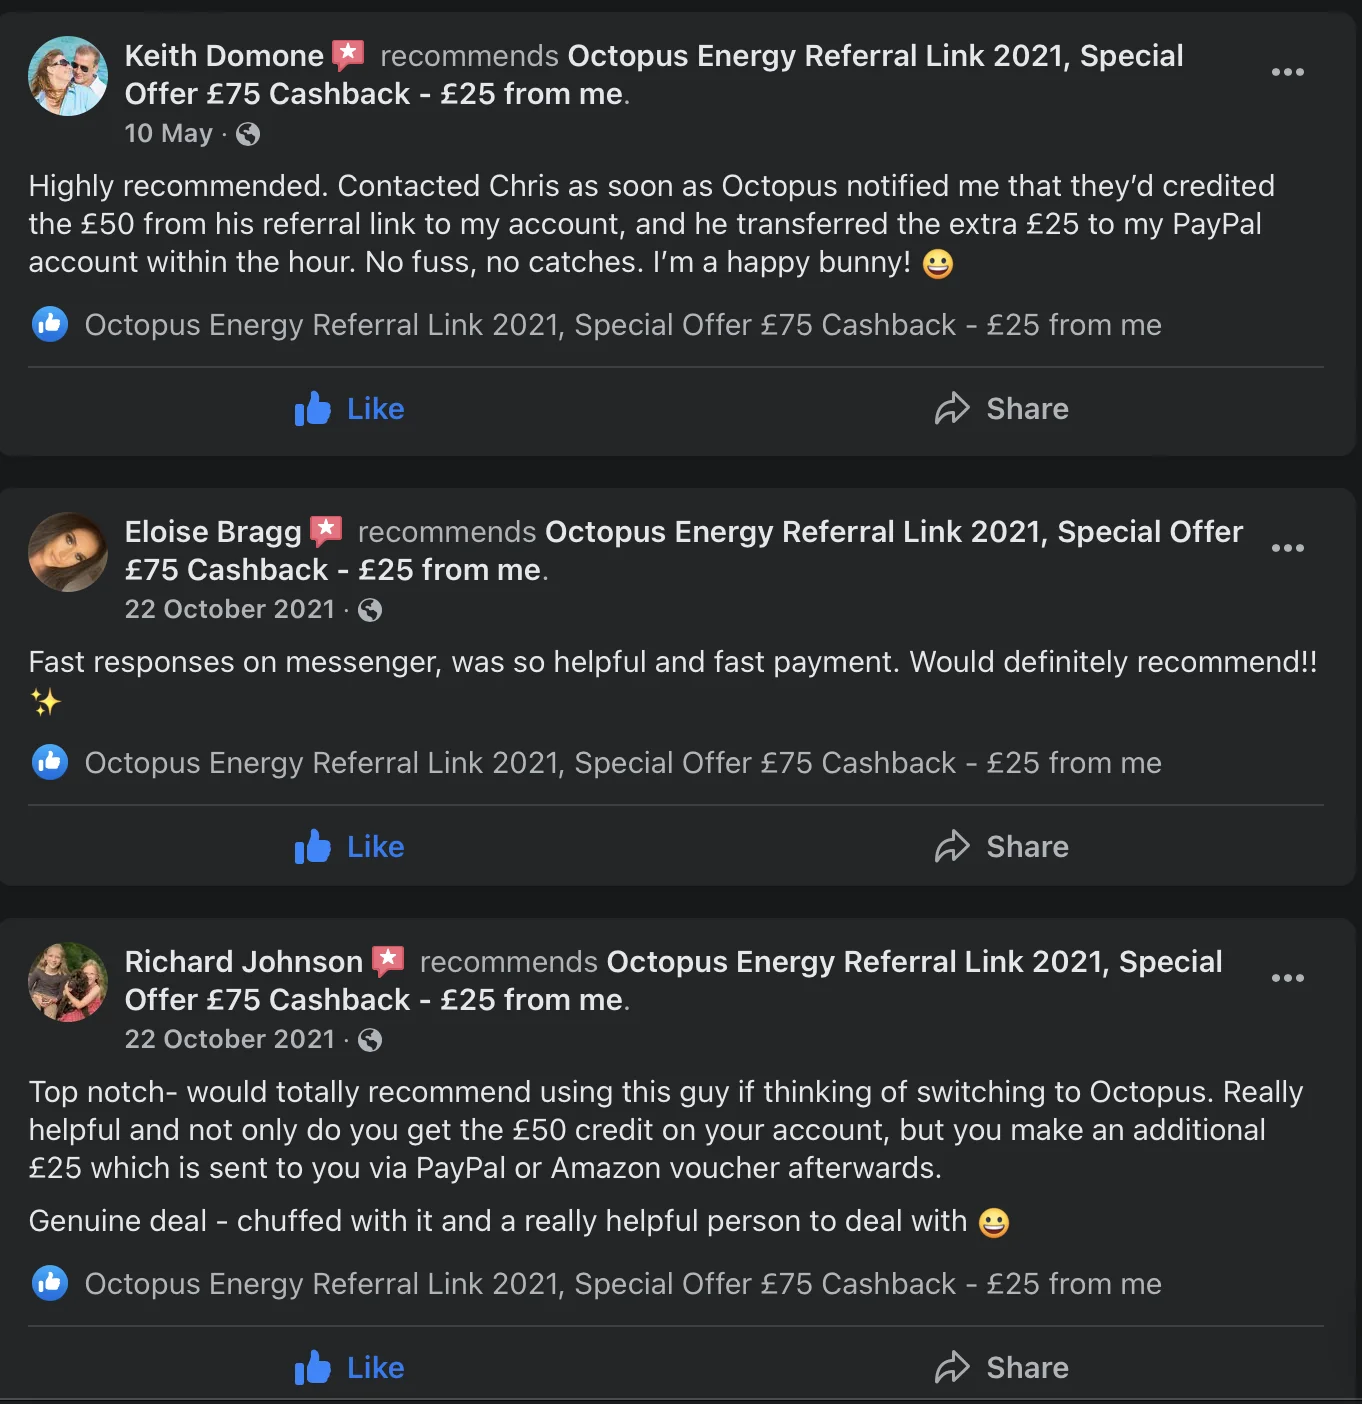 Keith Domone recommends Octopus Energy Referral Link 2021, Special
Offer £75 Cashback - £25 from me.
10 May ·
Highly recommended. Contacted Chris as soon as Octopus notified me that they’d credited
the £50 from his referral link to my account, and he transferred the extra £25 to my PayPal
account within the hour. No fuss, no catches. I’m a happy bunny! 😀
Octopus Energy Referral Link 2021, Special Offer £75 Cashback - £25 from me
Like Share
Eloise Bragg recommends Octopus Energy Referral Link 2021, Special Offer
£75 Cashback - £25 from me.
22 October 2021 ·
Fast responses on messenger, was so helpful and fast payment. Would definitely recommend!!
✨
Octopus Energy Referral Link 2021, Special Offer £75 Cashback - £25 from me
Like Share
Richard Johnson recommends Octopus Energy Referral Link 2021, Special
Offer £75 Cashback - £25 from me.
22 October 2021 ·
Top notch- would totally recommend using this guy if thinking of switching to Octopus. Really
helpful and not only do you get the £50 credit on your account, but you make an additional
£25 which is sent to you via PayPal or Amazon voucher afterwards.
Genuine deal - chuffed with it and a really helpful person to deal with 😀
Octopus Energy Referral Link 2021, Special Offer £75 Cashback - £25 from me
Like Share